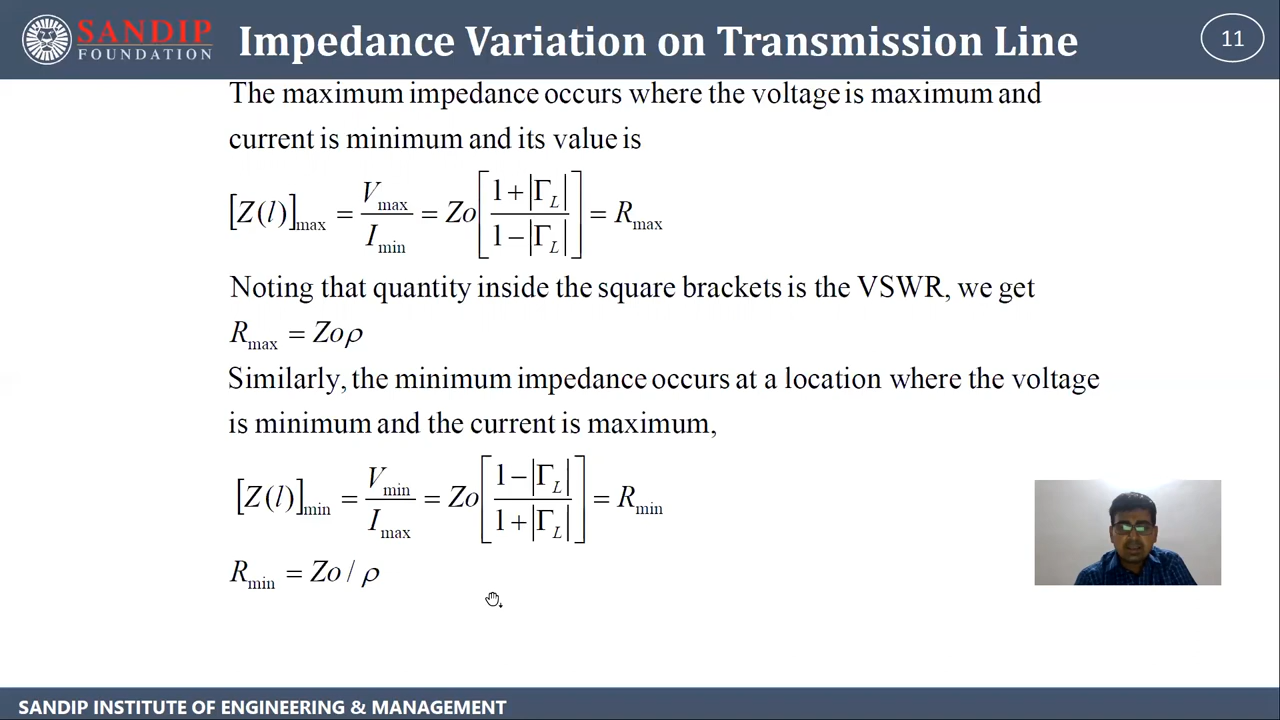 SANDIP
FOUNDATION
Impedance Variation on Transmission Line
11
The maximum impedance occurs where the voltage is maximum and
current is minimum and its value is
[Z(l)]max = Vmax / Imin = Zo[(1+|ΓL|) / (1−|ΓL|)] = Rmax
Noting that quantity inside the square brackets is the VSWR, we get
Rmax = Zoρ
Similarly, the minimum impedance occurs at a location where the voltage
is minimum and the current is maximum,
[Z(l)]min = Vmin / Imax = Zo[(1−|ΓL|) / (1+|ΓL|)] = Rmin
Rmin = Zo / ρ
SANDIP INSTITUTE OF ENGINEERING & MANAGEMENT